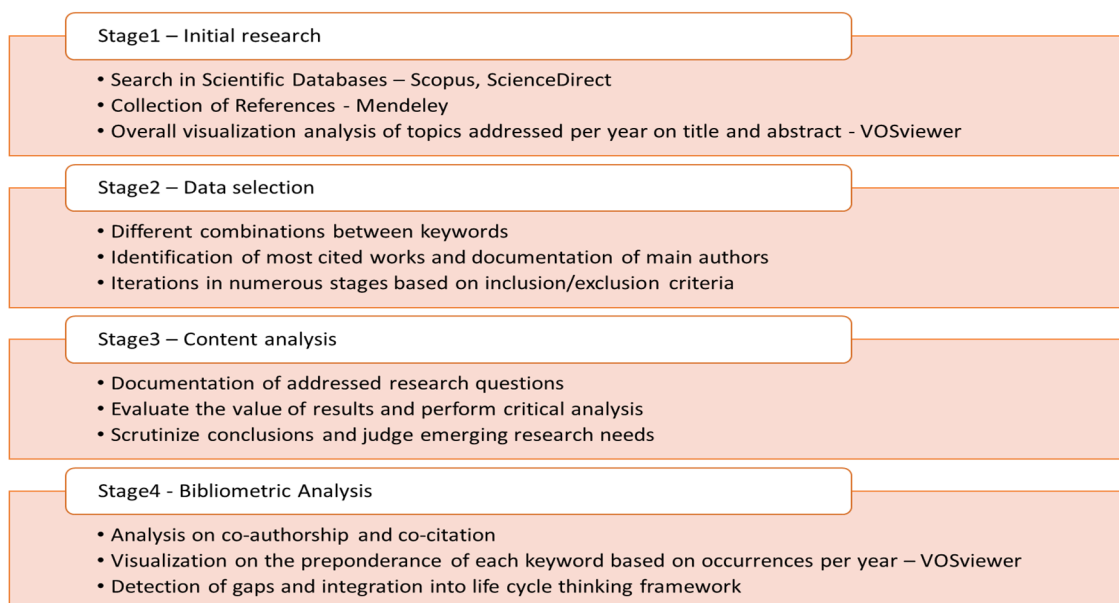 Stage1 – Initial research
• Search in Scientific Databases – Scopus, ScienceDirect
• Collection of References - Mendeley
• Overall visualization analysis of topics addressed per year on title and abstract - VOSviewer
Stage2 – Data selection
• Different combinations between keywords
• Identification of most cited works and documentation of main authors
• Iterations in numerous stages based on inclusion/exclusion criteria
Stage3 – Content analysis
• Documentation of addressed research questions
• Evaluate the value of results and perform critical analysis
• Scrutinize conclusions and judge emerging research needs
Stage4 - Bibliometric Analysis
• Analysis on co-authorship and co-citation
• Visualization on the preponderance of each keyword based on occurrences per year – VOSviewer
• Detection of gaps and integration into life cycle thinking framework